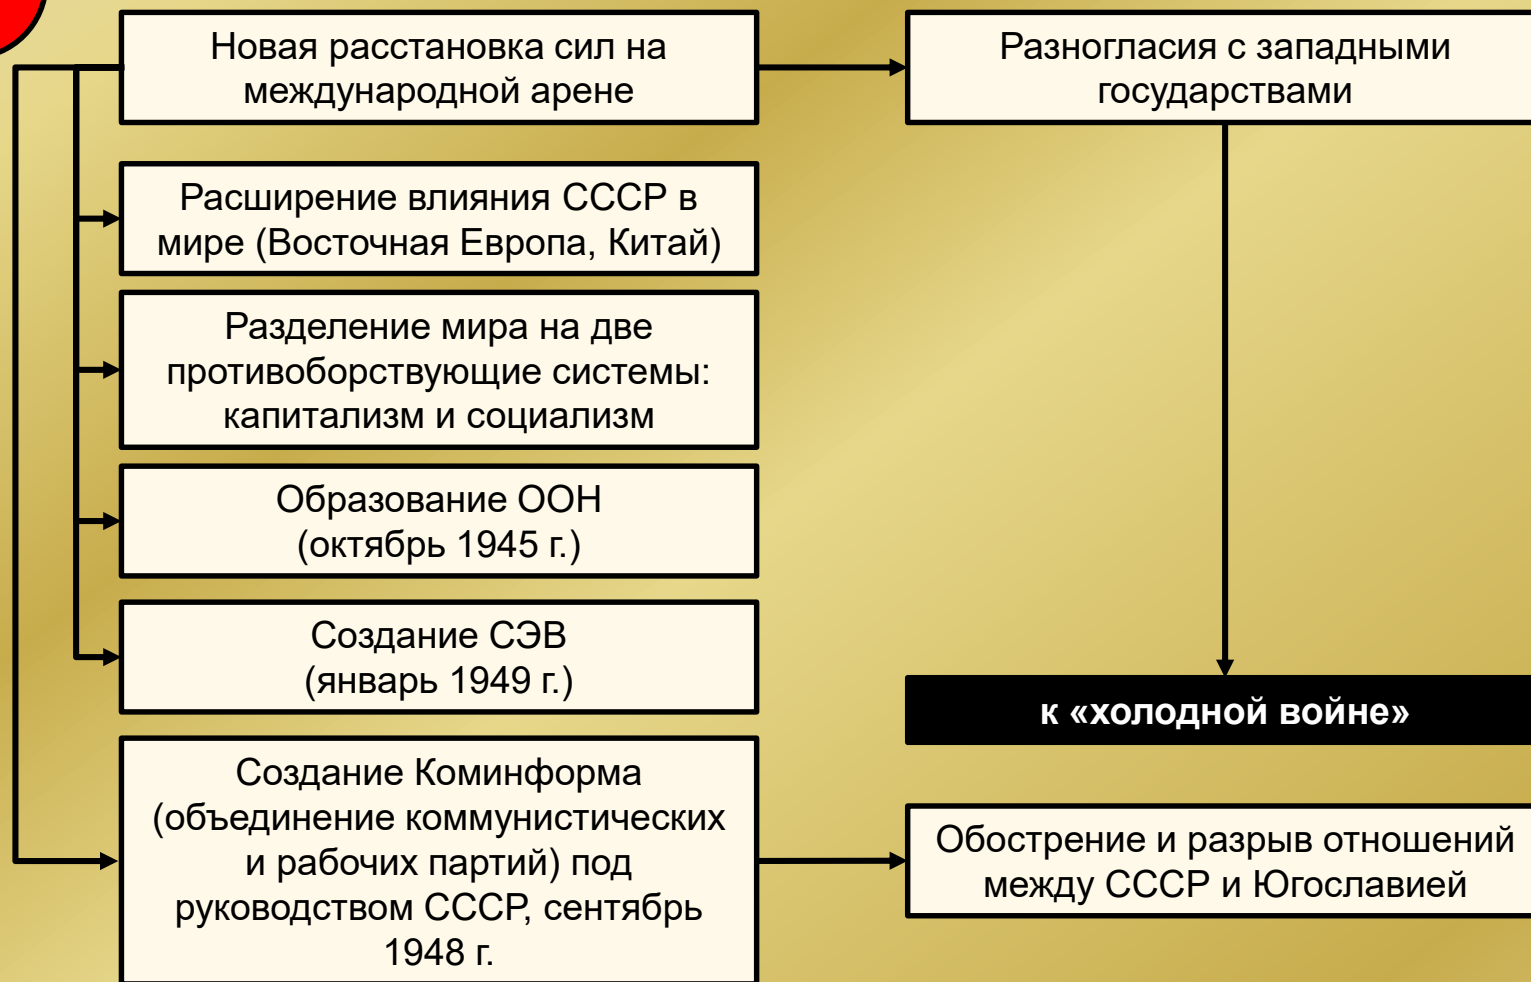 Новая расстановка сил на
международной арене
Разногласия с западными
государствами
Расширение влияния СССР в
мире (Восточная Европа, Китай)
Разделение мира на две
противоборствующие системы:
капитализм и социализм
Образование ООН
(октябрь 1945 г.)
Создание СЭВ
(январь 1949 г.)
к «холодной войне»
Создание Коминформа
(объединение коммунистических
и рабочих партий) под
руководством СССР, сентябрь
1948 г.
Обострение и разрыв отношений
между СССР и Югославией